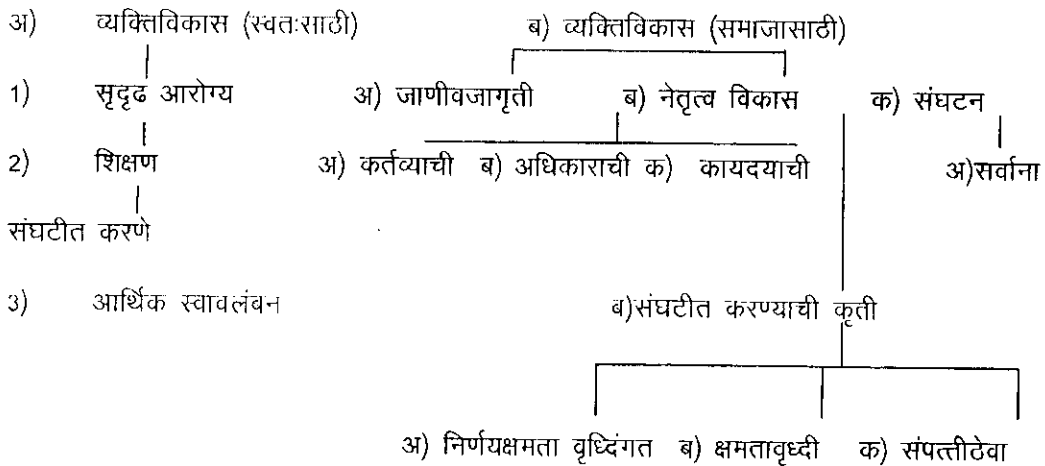 अ) व्यक्तिविकास (स्वतःसाठी) ब) व्यक्तिविकास (समाजासाटी)
1) सृदृढ आरोग्य अ) जाणीवजागृती ब) नेतृत्व विकास क) संघटन
2) शिक्षण अ) कर्तव्याची ब) अधिकाराची क) कायदयाची अ)सर्वाना
संघटीत करणे
3) आर्थिक स्वावलंबन ब)संघटीत करण्याची कृती
अ) निर्णयक्षमता वृध्दिंगत ब) क्षमतावृध्दी क) संपत्तीठेवा